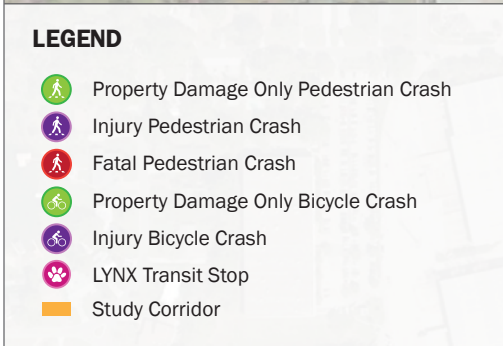 LEGEND
Property Damage Only Pedestrian Crash
Injury Pedestrian Crash
Fatal Pedestrian Crash
Property Damage Only Bicycle Crash
Injury Bicycle Crash
LYNX Transit Stop
Study Corridor